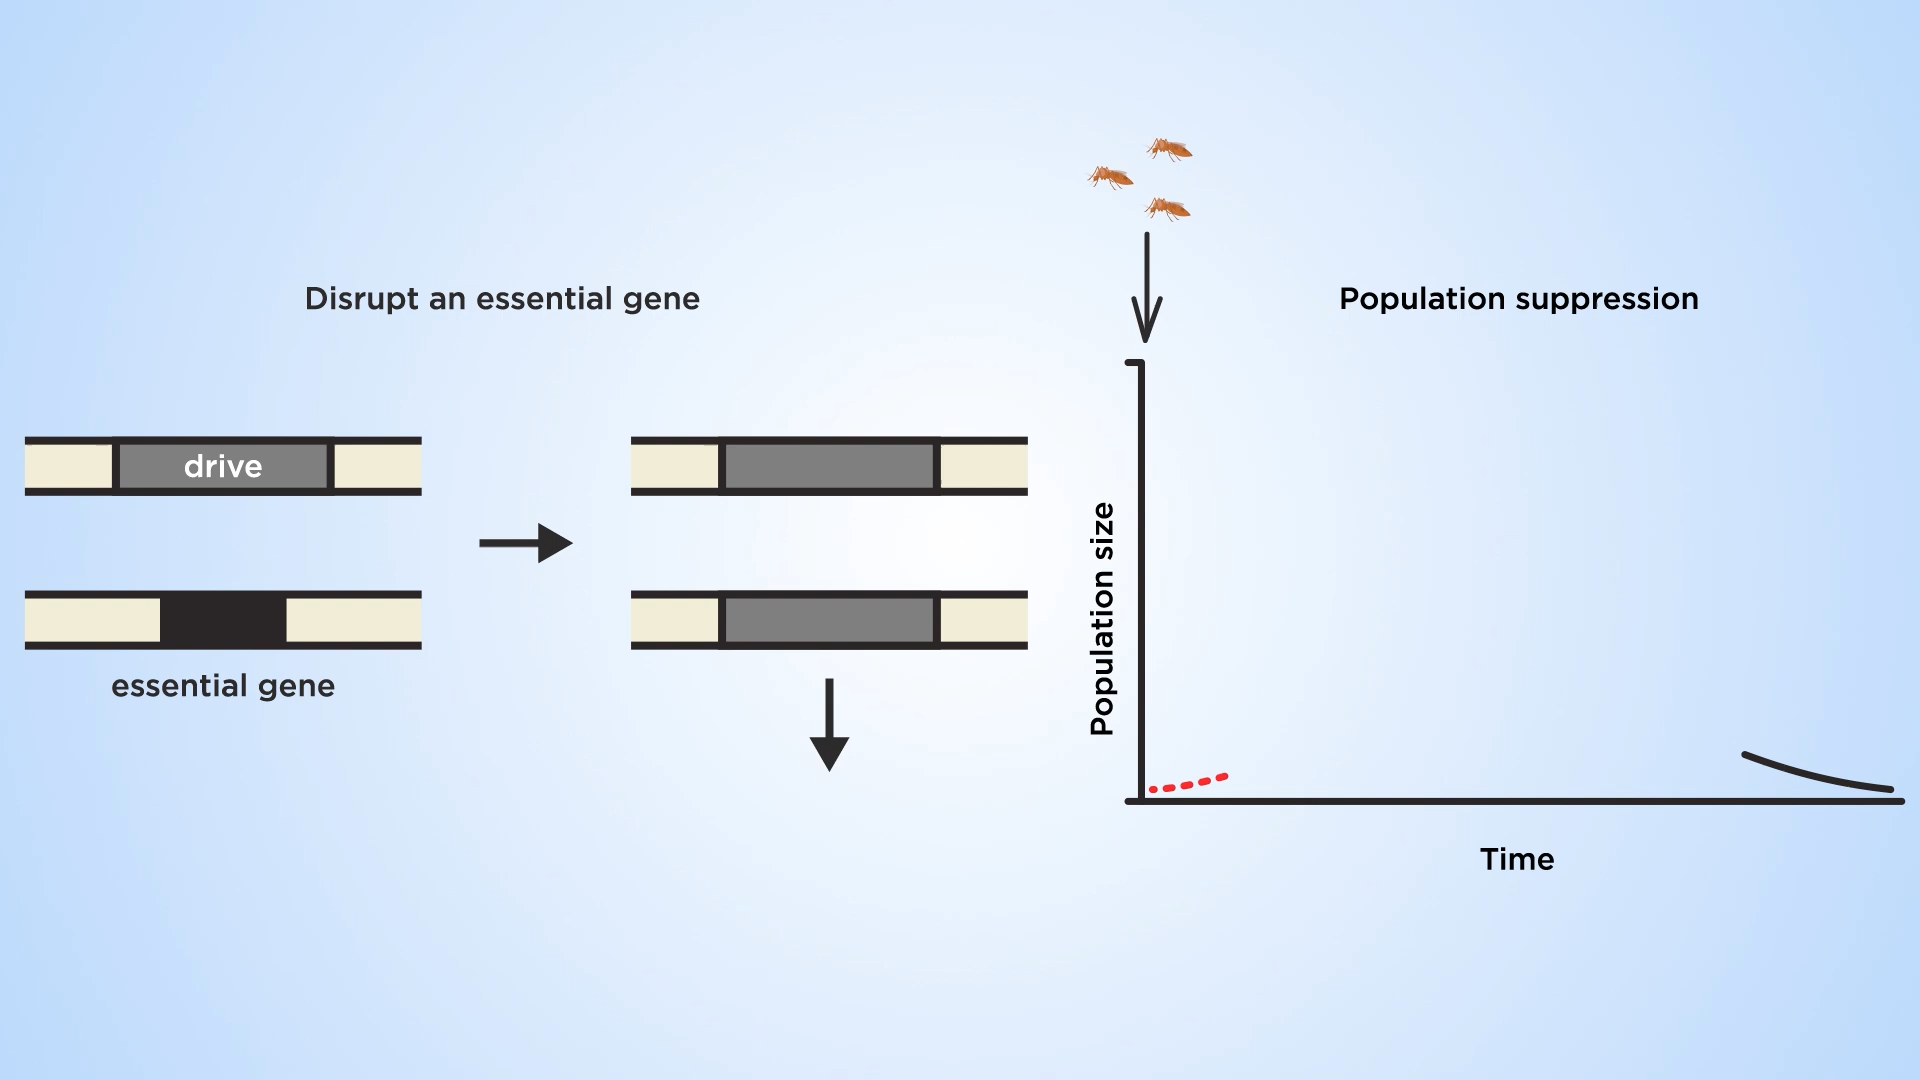 Disrupt an essential gene
drive
essential gene
Population suppression
Population size
Time